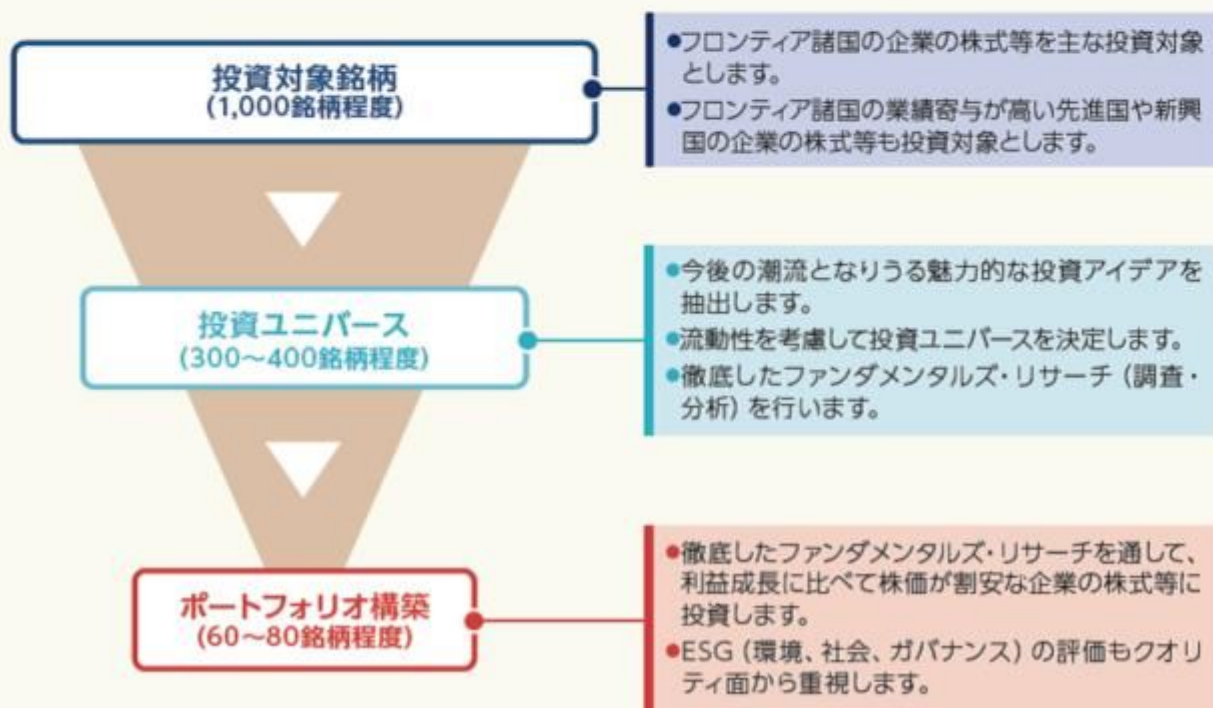 投資対象銘柄
(1,000銘柄程度)
●フロンティア諸国の企業の株式等を主な投資対象
とします。
●フロンティア諸国の業績寄与が高い先進国や新興
国の企業の株式等も投資対象とします。
投資ユニバース
(300～400銘柄程度)
●今後の潮流となりうる魅力的な投資アイデアを
抽出します。
●流動性を考慮して投資ユニバースを決定します。
●徹底したファンダメンタルズ・リサーチ（調査・
分析）を行います。
ポートフォリオ構築
(60～80銘柄程度)
●徹底したファンダメンタルズ・リサーチを通して、
利益成長に比べて株価が割安な企業の株式等に
投資します。
●ESG（環境、社会、ガバナンス）の評価もクオリ
ティ面から重視します。